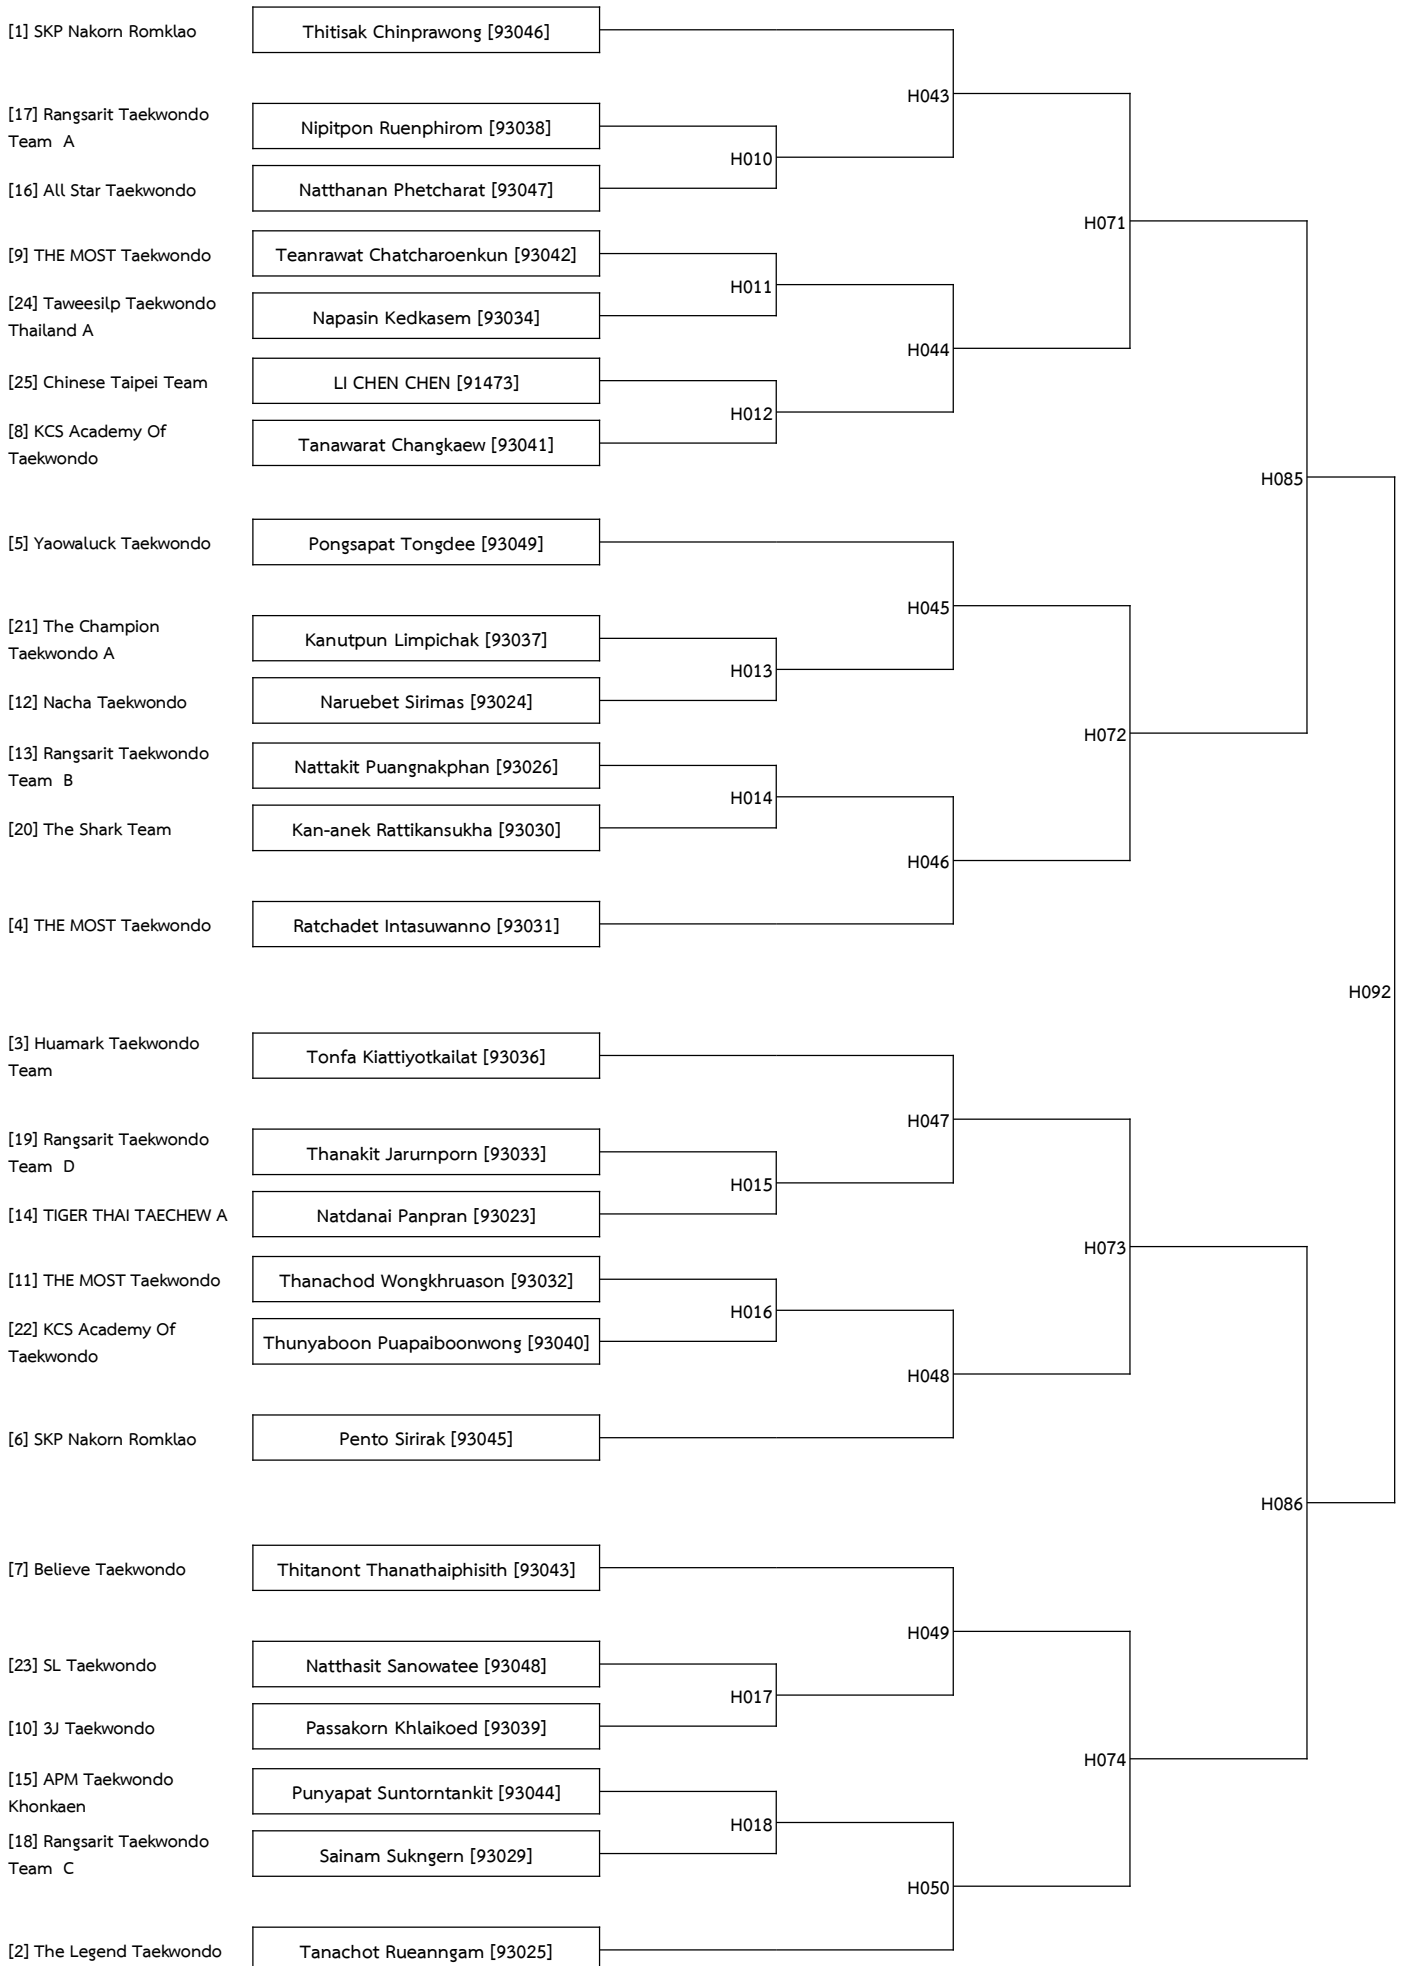 [1] SKP Nakorn Romklao
Thitisak Chinprawong [93046]
H043
[17] Rangsarit Taekwondo
Team A
Nipitpon Ruenphirom [93038]
H010
[16] All Star Taekwondo
Natthanan Phetcharat [93047]
H071
[9] THE MOST Taekwondo
Teanrawat Chatcharoenkun [93042]
H011
[24] Taweesilp Taekwondo
Thailand A
Napasin Kedkasem [93034]
H044
[25] Chinese Taipei Team
LI CHEN CHEN [91473]
H012
[8] KCS Academy Of
Taekwondo
Tanawarat Changkaew [93041]
H085
[5] Yaowaluck Taekwondo
Pongsapat Tongdee [93049]
H045
[21] The Champion
Taekwondo A
Kanutpun Limpichak [93037]
H013
[12] Nacha Taekwondo
Naruebet Sirimas [93024]
H072
[13] Rangsarit Taekwondo
Team B
Nattakit Puangnakphan [93026]
H014
[20] The Shark Team
Kan-anek Rattikansukha [93030]
H046
[4] THE MOST Taekwondo
Ratchadet Intasuwanno [93031]
H092
[3] Huamark Taekwondo
Team
Tonfa Kiattiyotkailat [93036]
H047
[19] Rangsarit Taekwondo
Team D
Thanakit Jarurnporn [93033]
H015
[14] TIGER THAI TAECHEW A
Natdanai Panpran [93023]
H073
[11] THE MOST Taekwondo
Thanachod Wongkhruason [93032]
H016
[22] KCS Academy Of
Taekwondo
Thunyaboon Puapaiboonwong [93040]
H048
[6] SKP Nakorn Romklao
Pento Sirirak [93045]
H086
[7] Believe Taekwondo
Thitanont Thanathaiphisith [93043]
H049
[23] SL Taekwondo
Natthasit Sanowatee [93048]
H017
[10] 3J Taekwondo
Passakorn Khlaikoed [93039]
H074
[15] APM Taekwondo
Khonkaen
Punyapat Suntorntankit [93044]
H018
[18] Rangsarit Taekwondo
Team C
Sainam Sukngern [93029]
H050
[2] The Legend Taekwondo
Tanachot Rueanngam [93025]